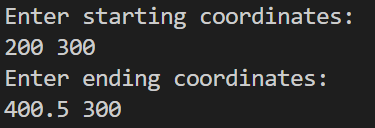 Enter starting coordinates:
200 300
Enter ending coordinates:
400.5 300